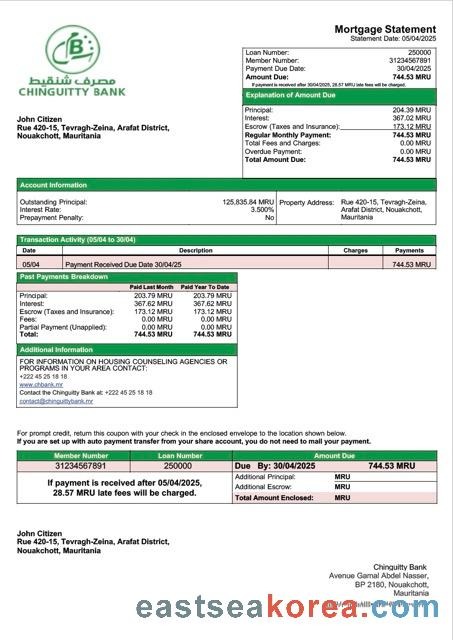 Mortgage Statement
Statement Date: 05/04/2025
مصرف شنقيط
CHINGUITTY BANK
Loan Number: 250000
Member Number: 31234567891
Payment Due Date: 30/04/2025
Amount Due: 744.53 MRU
If payment is received after 30/04/2025, 28.57 MRU late fees will be charged.
Explanation of Amount Due
Principal: 204.39 MRU
Interest: 367.02 MRU
Escrow (Taxes and Insurance): 173.12 MRU
Regular Monthly Payment: 744.53 MRU
Total Fees and Charges: 0.00 MRU
Overdue Payment: 0.00 MRU
Total Amount Due: 744.53 MRU
John Citizen
Rue 420-15, Tevragh-Zeina, Arafat District,
Nouakchott, Mauritania
Account Information
Outstanding Principal: 125,835.84 MRU
Interest Rate: 3.500%
Prepayment Penalty: No
Property Address: Rue 420-15, Tevragh-Zeina,
Arafat District, Nouakchott,
Mauritania
Transaction Activity (05/04 to 30/04)
Date Description Charges Payments
05/04 Payment Received Due Date 30/04/25 744.53 MRU
Past Payments Breakdown
Paid Last Month Paid Year To Date
Principal: 203.79 MRU 203.79 MRU
Interest: 367.62 MRU 367.62 MRU
Escrow (Taxes and Insurance): 173.12 MRU 173.12 MRU
Fees: 0.00 MRU 0.00 MRU
Partial Payment (Unapplied): 0.00 MRU 0.00 MRU
Total: 744.53 MRU 744.53 MRU
Additional Information
FOR INFORMATION ON HOUSING COUNSELING AGENCIES OR
PROGRAMS IN YOUR AREA CONTACT:
+222 45 25 18 18
www.chbank.mr
Contact the Chinguitty Bank at: +222 45 25 18 18
contact@chinguittybank.mr
For prompt credit, return this coupon with your check in the enclosed envelope to the location shown below.
If you are set up with auto payment transfer from your share account, you do not need to mail your payment.
Member Number Loan Number Amount Due
31234567891 250000 Due By: 30/04/2025 744.53 MRU
If payment is received after 05/04/2025,
28.57 MRU late fees will be charged.
Additional Principal: MRU
Additional Escrow: MRU
Total Amount Enclosed: MRU
John Citizen
Rue 420-15, Tevragh-Zeina, Arafat District,
Nouakchott, Mauritania
Chinguitty Bank
Avenue Gamal Abdel Nasser,
BP 2180, Nouakchott,
Mauritania
eastseakorea.com